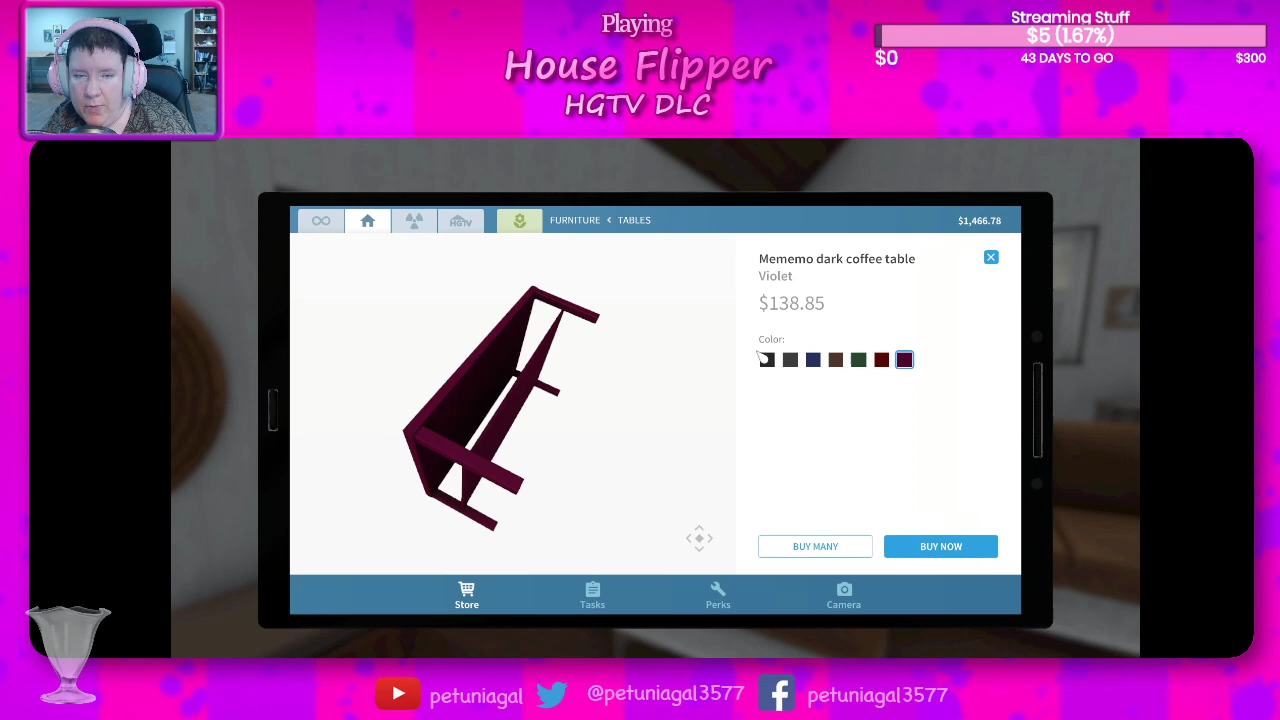 Playing
House Flipper
HGTV DLC
Streaming Stuff
$5 (1.67%)
$0
43 DAYS TO GO
$300
HGTV
FURNITURE < TABLES
$1,466.78
Mememo dark coffee table
Violet
$138.85
Color:
BUY MANY
BUY NOW
Store
Tasks
Perks
Camera
petuniagal
@petuniagal3577
petuniagal3577